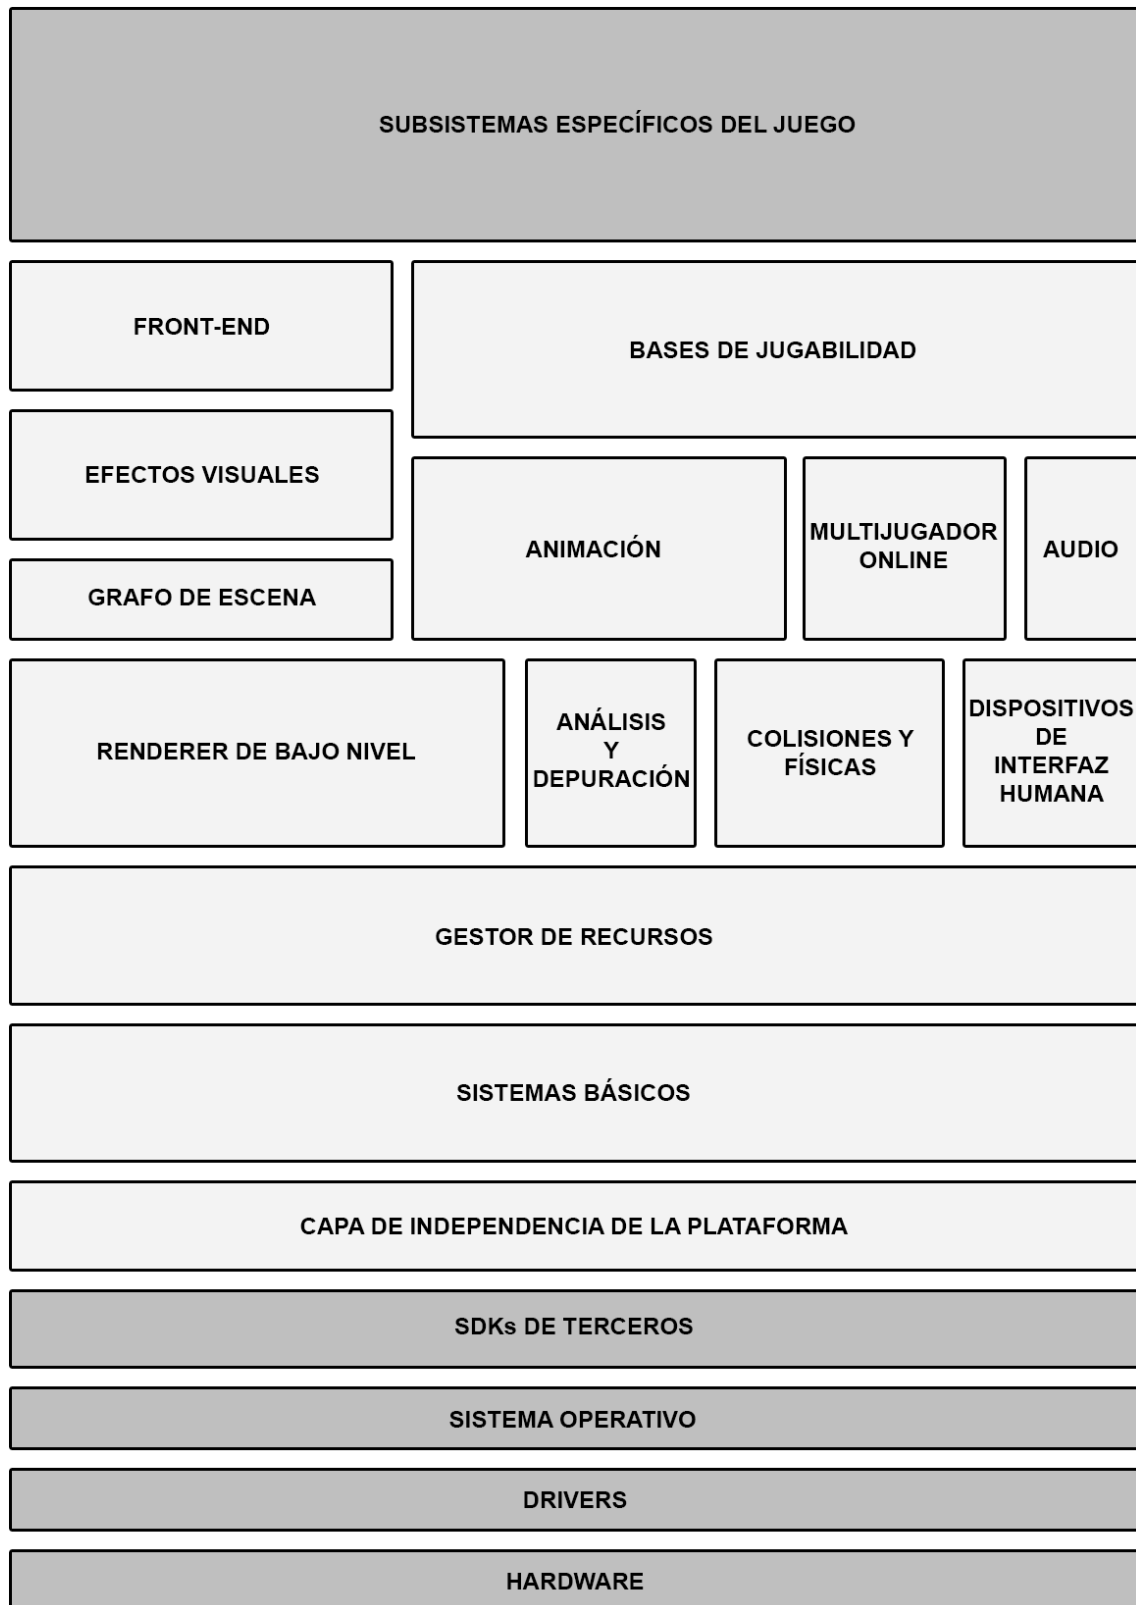 SUBSISTEMAS ESPECÍFICOS DEL JUEGO
FRONT-END
BASES DE JUGABILIDAD
EFECTOS VISUALES
ANIMACIÓN
MULTIJUGADOR
ONLINE
AUDIO
GRAFO DE ESCENA
RENDERER DE BAJO NIVEL
ANÁLISIS
Y
DEPURACIÓN
COLISIONES Y
FÍSICAS
DISPOSITIVOS
DE
INTERFAZ
HUMANA
GESTOR DE RECURSOS
SISTEMAS BÁSICOS
CAPA DE INDEPENDENCIA DE LA PLATAFORMA
SDKs DE TERCEROS
SISTEMA OPERATIVO
DRIVERS
HARDWARE